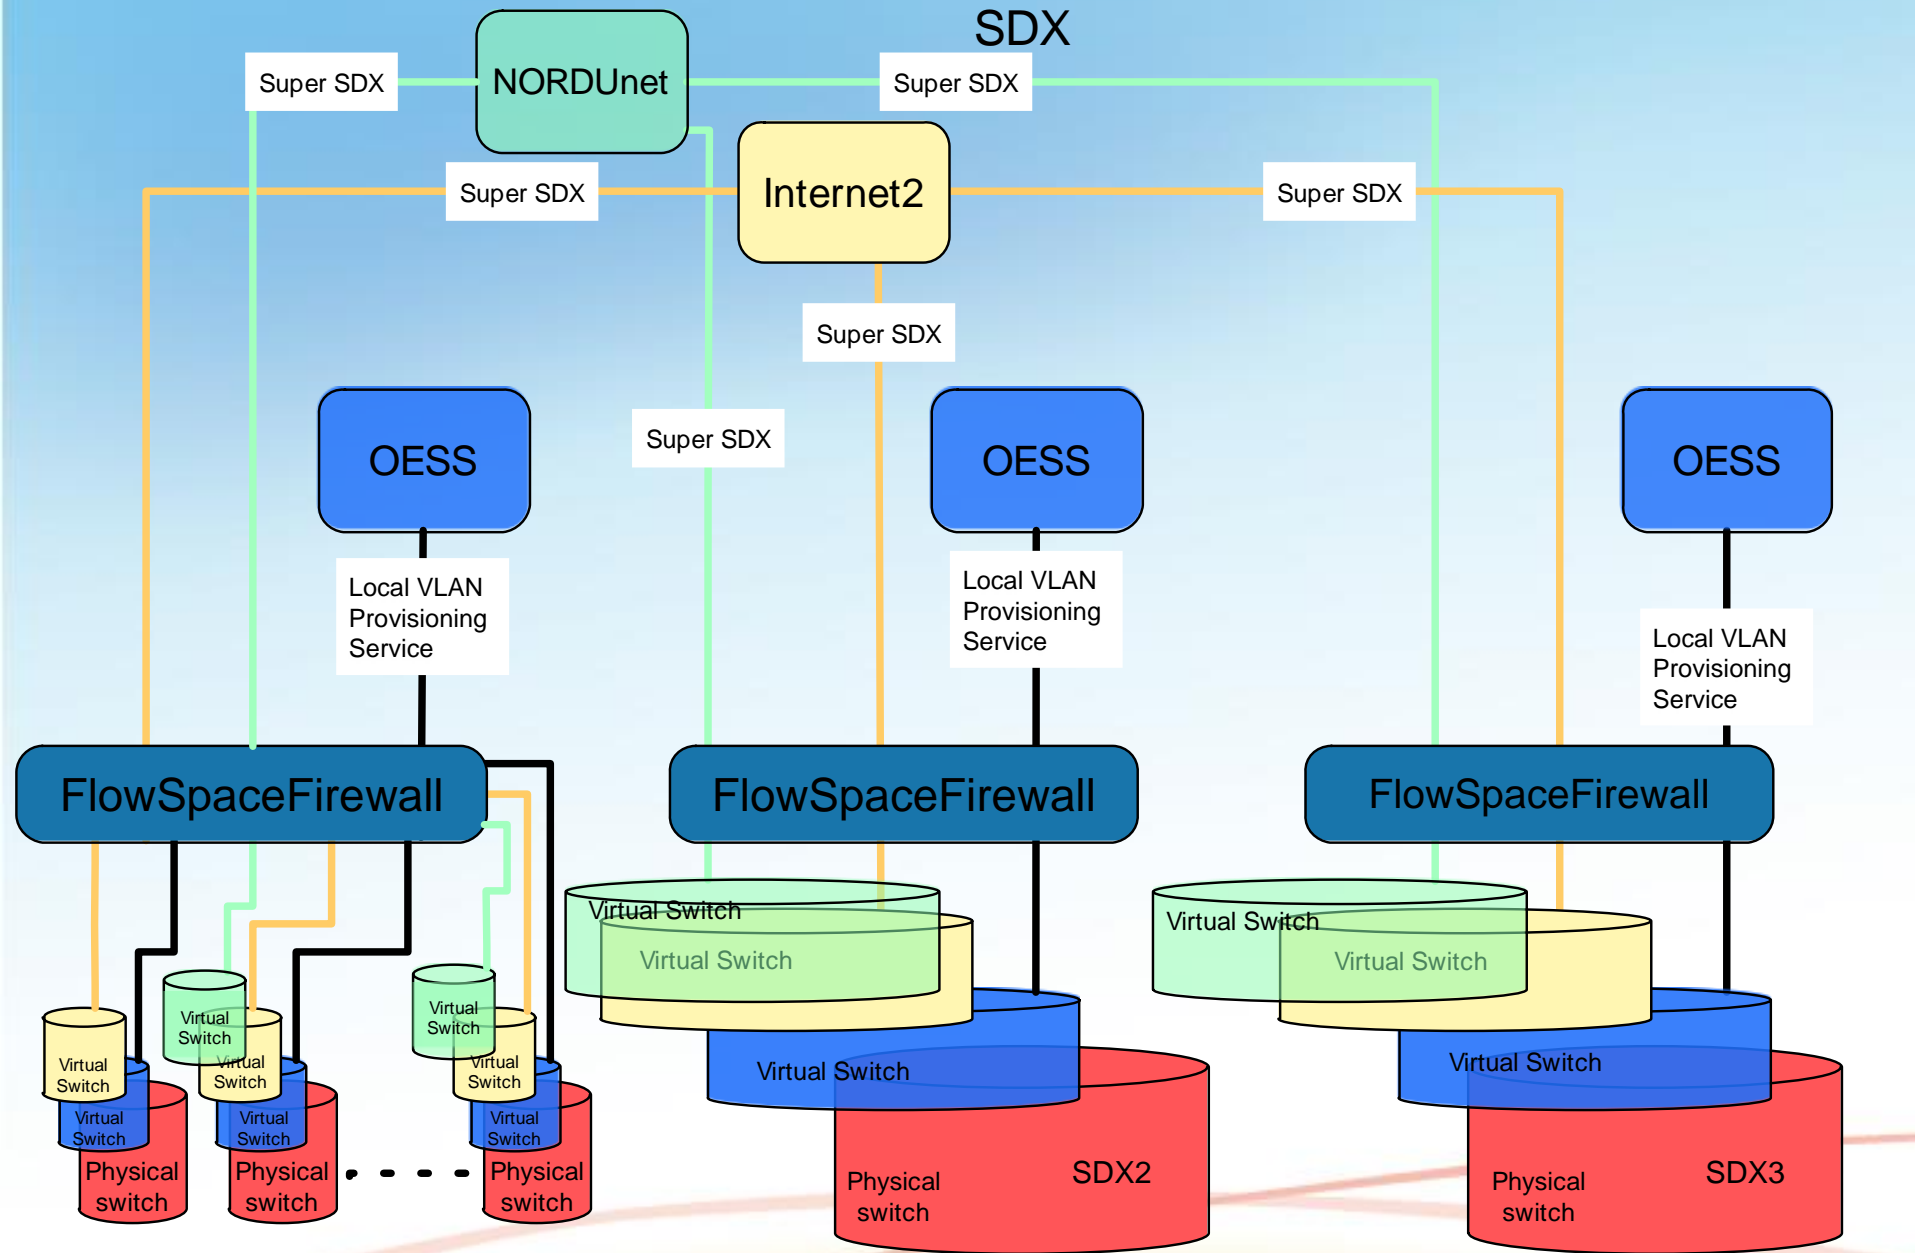 SDX
Super SDX
NORDUnet
Super SDX
Super SDX
Internet2
Super SDX
Super SDX
Super SDX
OESS
OESS
OESS
Local VLAN
Provisioning
Service
Local VLAN
Provisioning
Service
Local VLAN
Provisioning
Service
FlowSpaceFirewall
FlowSpaceFirewall
FlowSpaceFirewall
Virtual Switch
Virtual Switch
Virtual Switch
Virtual Switch
Virtual
Switch
Virtual
Switch
Virtual
Switch
Virtual
Switch
Virtual
Switch
Virtual Switch
Virtual Switch
Virtual
Switch
Virtual
Switch
Virtual
Switch
Physical
switch
Physical
switch
Physical
switch
Physical
switch
SDX2
Physical
switch
SDX3